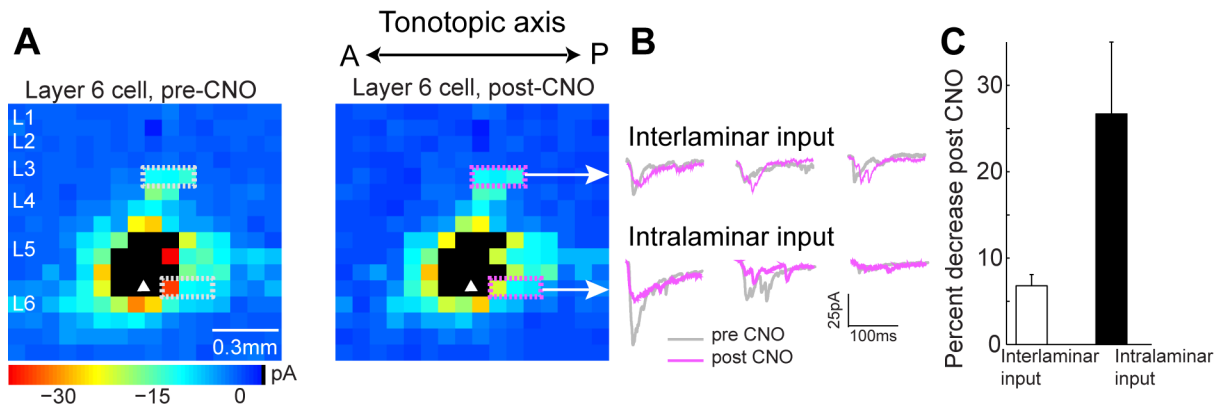 A
Layer 6 cell, pre-CNO
L1
L2
L3
L4
L5
L6
0.3mm
pA
−30
−15
0
Tonotopic axis
A
P
Layer 6 cell, post-CNO
B
Interlaminar input
Intralaminar input
25pA
100ms
pre CNO
post CNO
C
Percent decrease post CNO
30
20
10
0
Interlaminar
input
Intralaminar
input